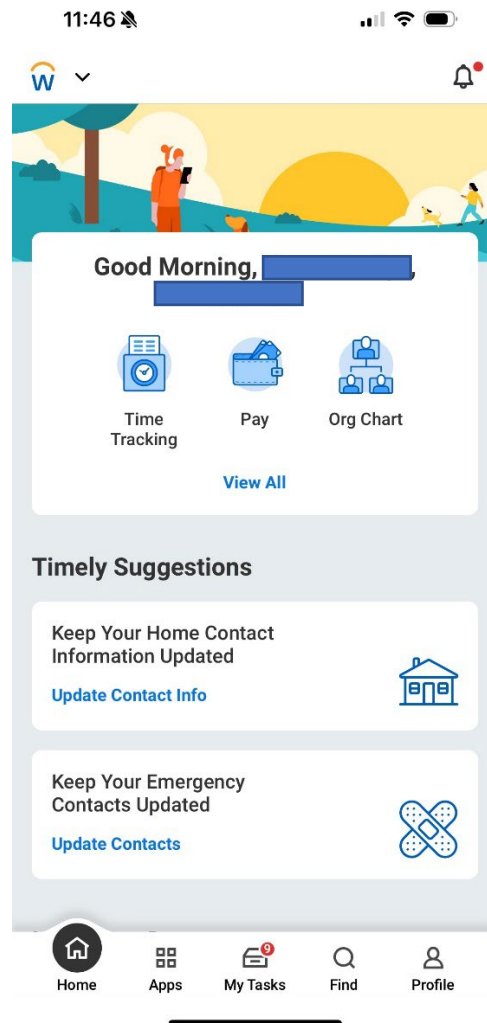 11:46
W
Good Morning,
,
Time
Tracking
Pay
Org Chart
View All
Timely Suggestions
Keep Your Home Contact
Information Updated
Update Contact Info
Keep Your Emergency
Contacts Updated
Update Contacts
9
Home
Apps
My Tasks
Find
Profile